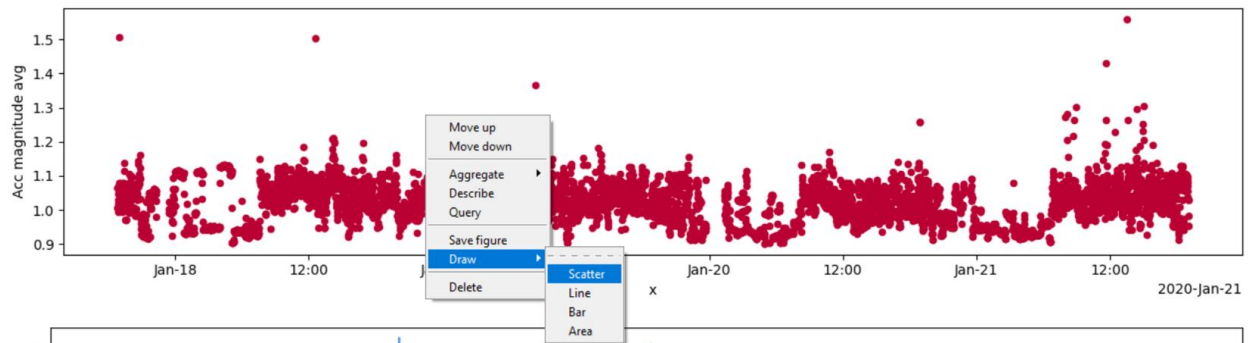 1.5
1.4
1.3
1.2
1.1
1.0
0.9
Acc magnitude avg
Move up
Move down
Aggregate
Describe
Query
Save figure
Draw
Delete
Scatter
Line
Bar
Area
Jan-18
12:00
Jan-20
12:00
Jan-21
12:00
x
2020-Jan-21